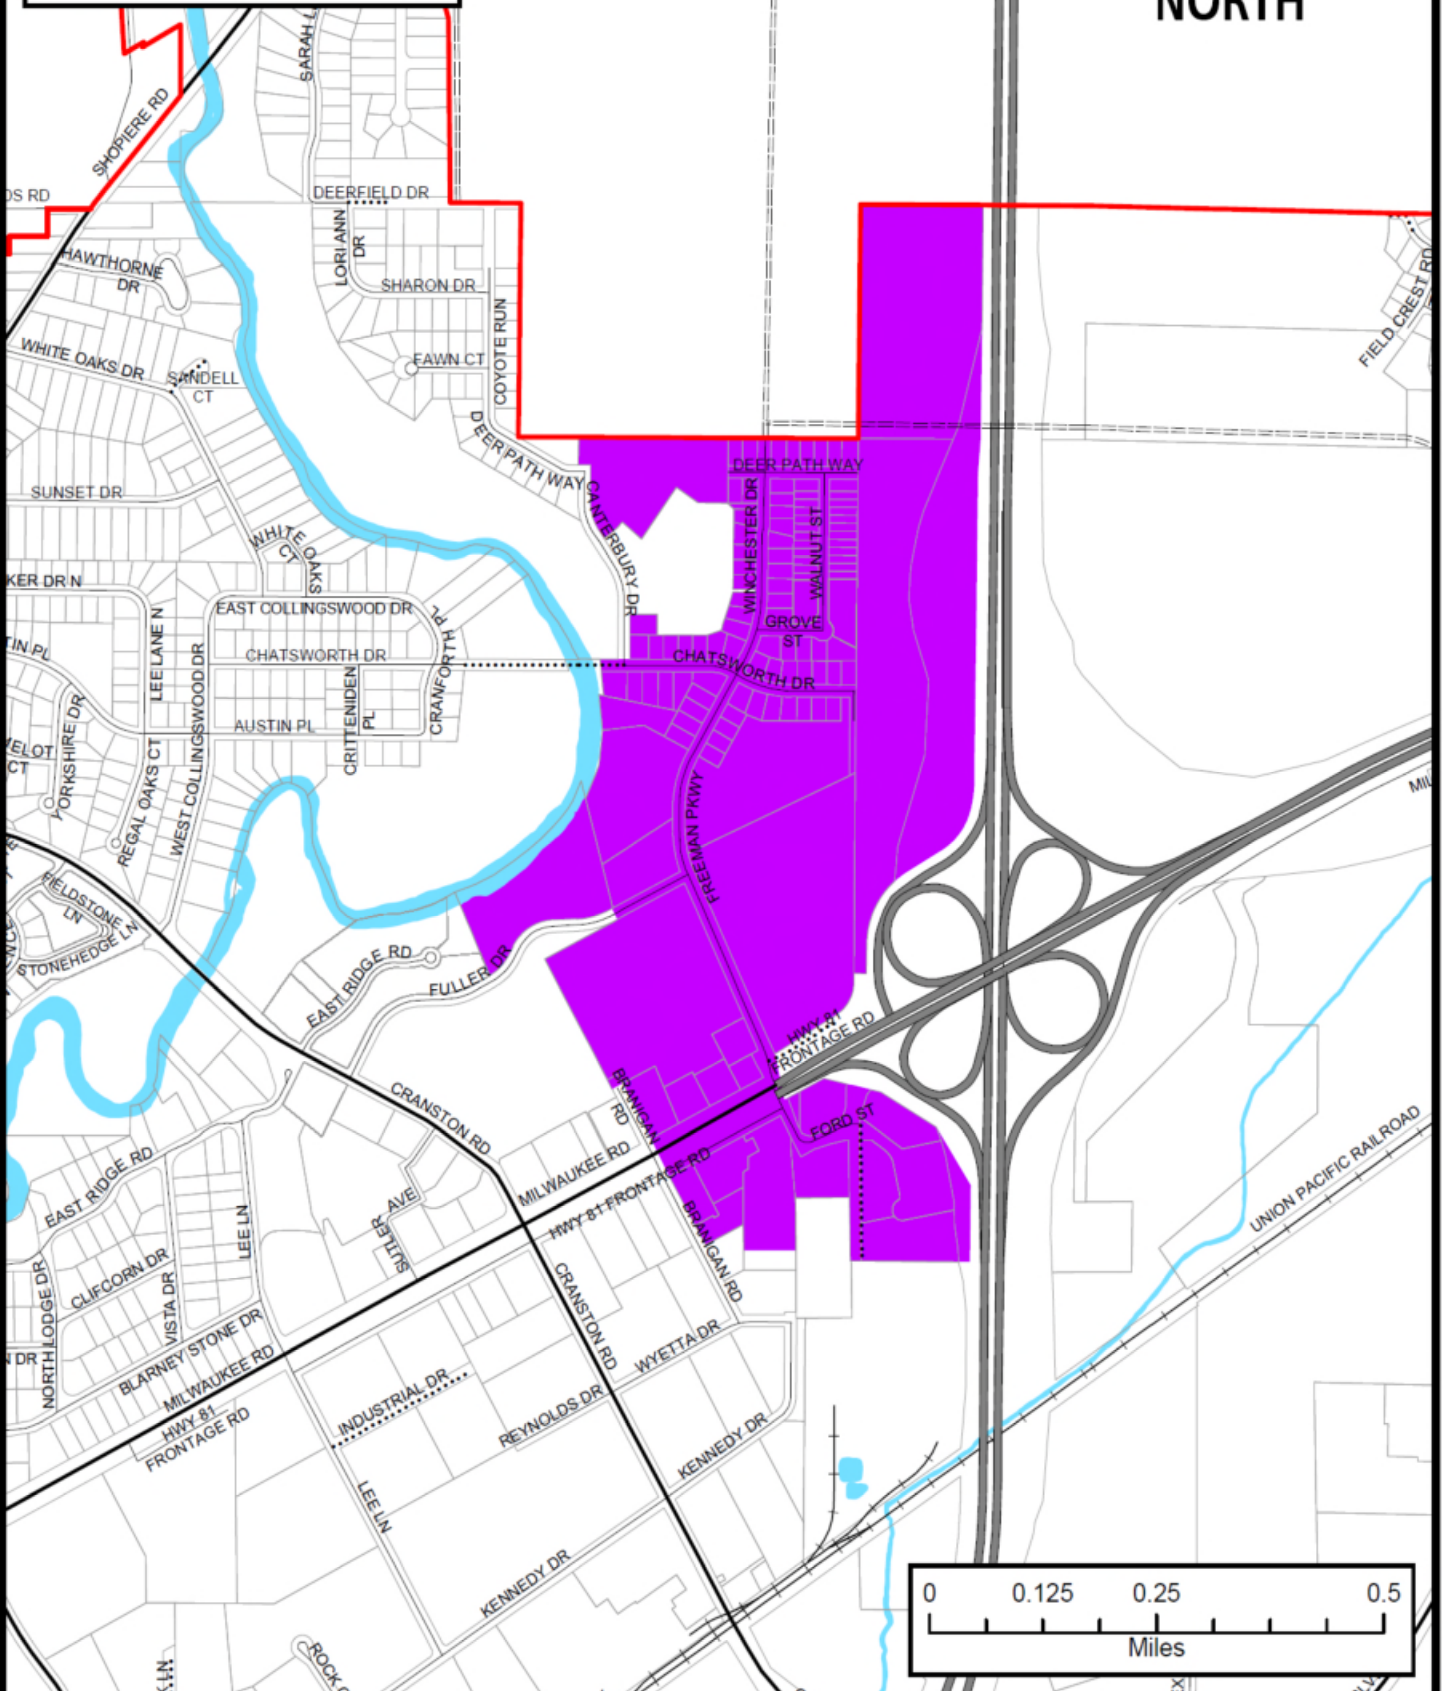 NORTH
SARAH L
SHOPIERE RD
DS RD
DEERFIELD DR
LORI ANN
DR
HAWTHORNE
DR
SHARON DR
COYOTE RUN
FIELD CREST RD
WHITE OAKS DR
FAWN CT
SANDELL
CT
DEER PATH WAY
DEER PATH WAY
SUNSET DR
CANTERBURY DR
WINCHESTER DR
WALNUT ST
WHITE OAKS
CT
KER DR N
EAST COLLINGSWOOD DR
GROVE
ST
TIN PL
LEE LANE N
CHATSWORTH DR
CRANFORTH PL
CHATSWORTH DR
WEST COLLINGSWOOD DR
CRITTENIDEN
PL
AUSTIN PL
YORKSHIRE DR
MELOT
CT
REGAL OAKS CT
FREEMAN PKWY
MIL
FIELDSTONE
LN
STONEHEDGE LN
EAST RIDGE RD
FULLER DR
HWY 81
FRONTAGE RD
BRANIGAN
RD
CRANSTON RD
FORD ST
MILWAUKEE RD
HWY 81 FRONTAGE RD
UNION PACIFIC RAILROAD
EAST RIDGE RD
SUTLER AVE
LEE LN
BRANIGAN RD
CLIFCORN DR
NORTH LODGE DR
VISTA DR
CRANSTON RD
BLARNEY STONE DR
MILWAUKEE RD
N DR
WYETTA DR
HWY 81
FRONTAGE RD
INDUSTRIAL DR
REYNOLDS DR
KENNEDY DR
LEE LN
KENNEDY DR
0 0.125 0.25 0.5
Miles